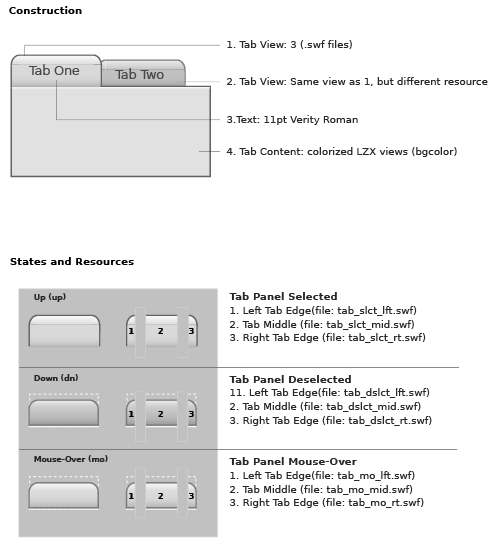 Construction
1. Tab View: 3 (.swf files)
Tab One
Tab Two
2. Tab View: Same view as 1, but different resource
3.Text: 11pt Verity Roman
4. Tab Content: colorized LZX views (bgcolor)
States and Resources
Up (up)
1 2 3
Tab Panel Selected
1. Left Tab Edge(file: tab_slct_lft.swf)
2. Tab Middle (file: tab_slct_mid.swf)
3. Right Tab Edge (file: tab_slct_rt.swf)
Down (dn)
1 2 3
Tab Panel Deselected
11. Left Tab Edge(file: tab_dslct_lft.swf)
2. Tab Middle (file: tab_dslct_mid.swf)
3. Right Tab Edge (file: tab_dslct_rt.swf)
Mouse-Over (mo)
1 2 3
Tab Panel Mouse-Over
1. Left Tab Edge(file: tab_mo_lft.swf)
2. Tab Middle (file: tab_mo_mid.swf)
3. Right Tab Edge (file: tab_mo_rt.swf)